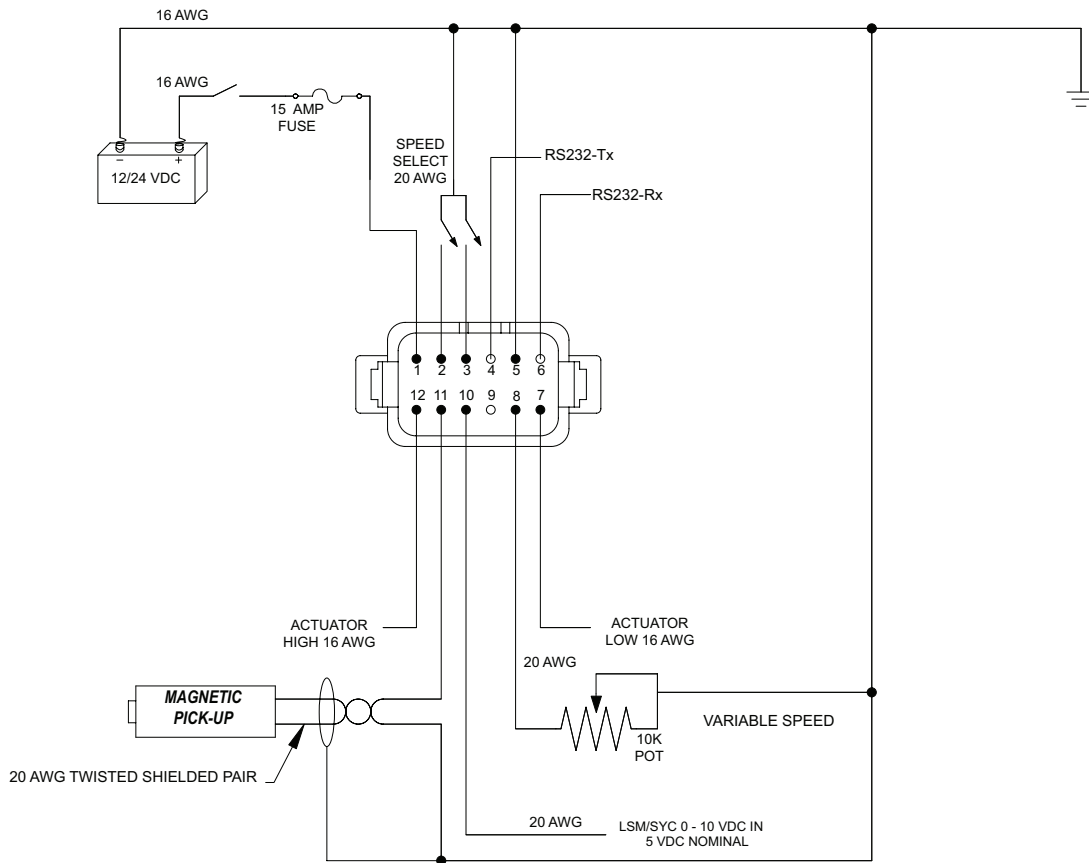 16 AWG
16 AWG
15 AMP
FUSE
SPEED
SELECT
20 AWG
RS232-Tx
RS232-Rx
– +
12/24 VDC
1 2 3 4 5 6
12 11 10 9 8 7
ACTUATOR
HIGH 16 AWG
ACTUATOR
LOW 16 AWG
20 AWG
MAGNETIC
PICK-UP
VARIABLE SPEED
10K
POT
20 AWG TWISTED SHIELDED PAIR
20 AWG
LSM/SYC 0 - 10 VDC IN
5 VDC NOMINAL